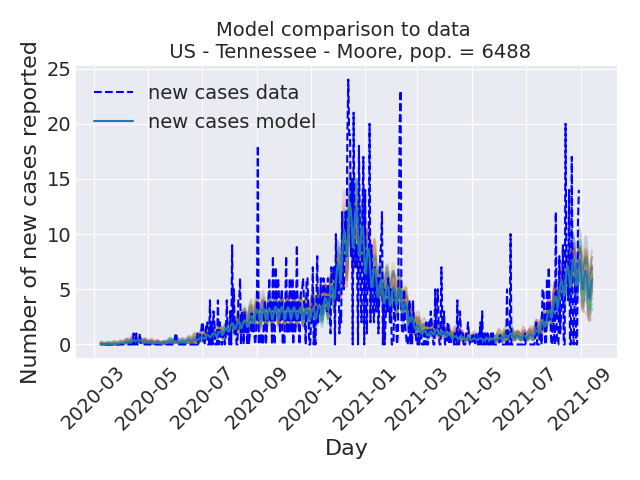 Model comparison to data
US - Tennessee - Moore, pop. = 6488
Number of new cases reported
25
20
15
10
5
0
new cases data
new cases model
2020-03
2020-05
2020-07
2020-09
2020-11
2021-01
2021-03
2021-05
2021-07
2021-09
Day